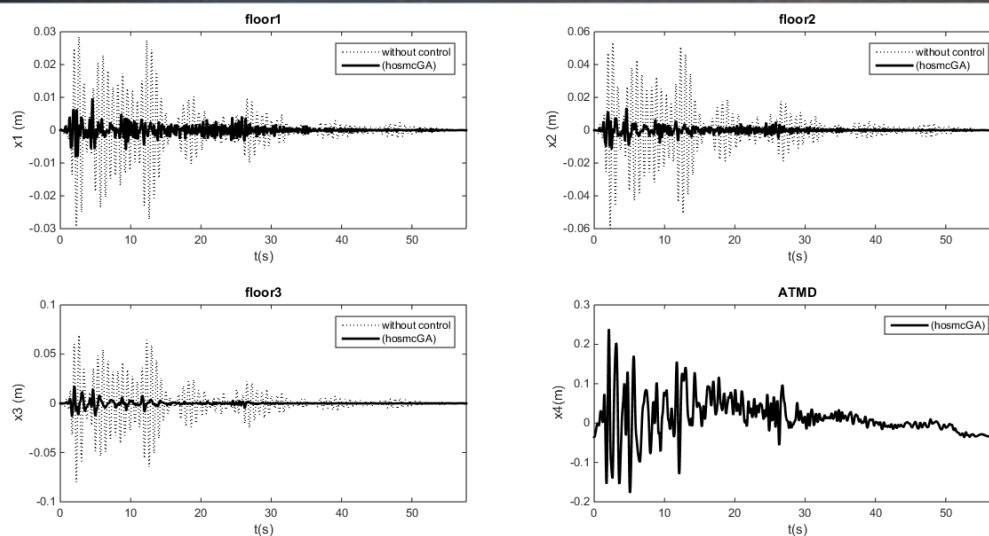 floor1
0.03
0.02
0.01
0
-0.01
-0.02
-0.03
x1 (m)
0 10 20 30 40 50
t(s)
without control
(hosmcGA)
floor2
0.06
0.04
0.02
0
-0.02
-0.04
-0.06
x2 (m)
0 10 20 30 40 50
t(s)
without control
(hosmcGA)
floor3
0.1
0.05
0
-0.05
-0.1
x3 (m)
0 10 20 30 40 50
t(s)
without control
(hosmcGA)
ATMD
0.3
0.2
0.1
0
-0.1
-0.2
x4(m)
0 10 20 30 40 50
t(s)
(hosmcGA)